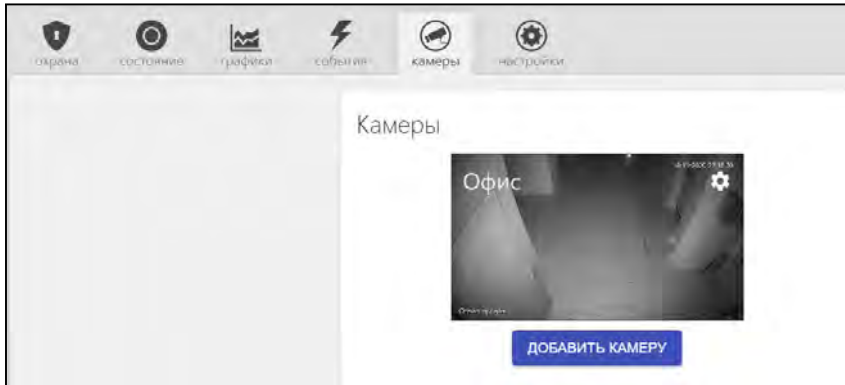 охрана состояние графики события камеры настройки
Камеры
Офис
ДОБАВИТЬ КАМЕРУ